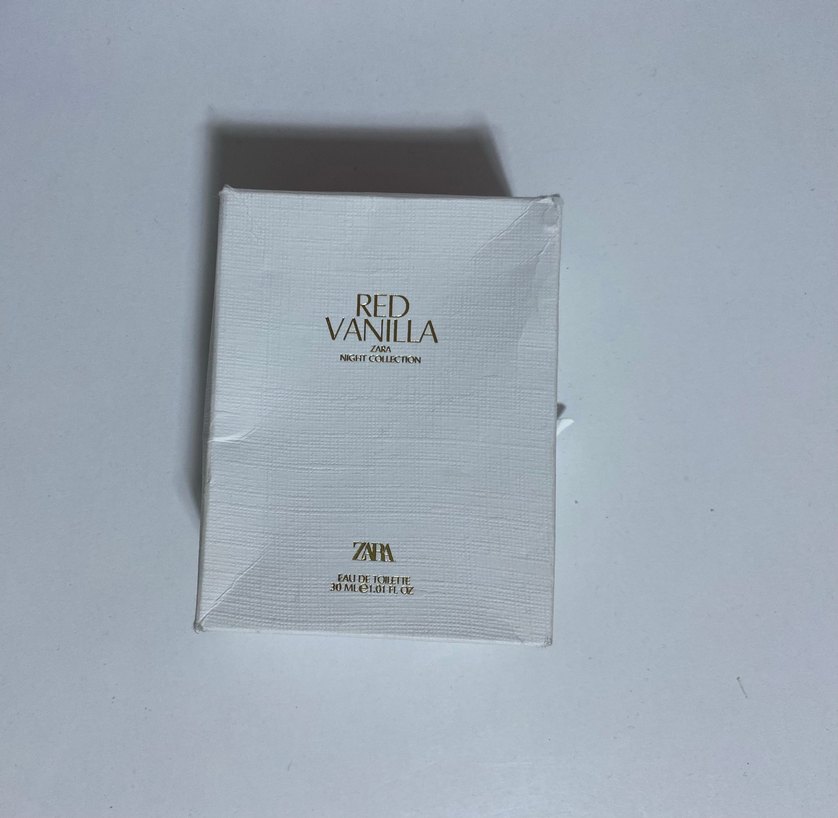 RED
VANILLA
ZARA
NIGHT COLLECTION
ZARA
EAU DE TOILETTE
30 ML℮1.01 FL OZ